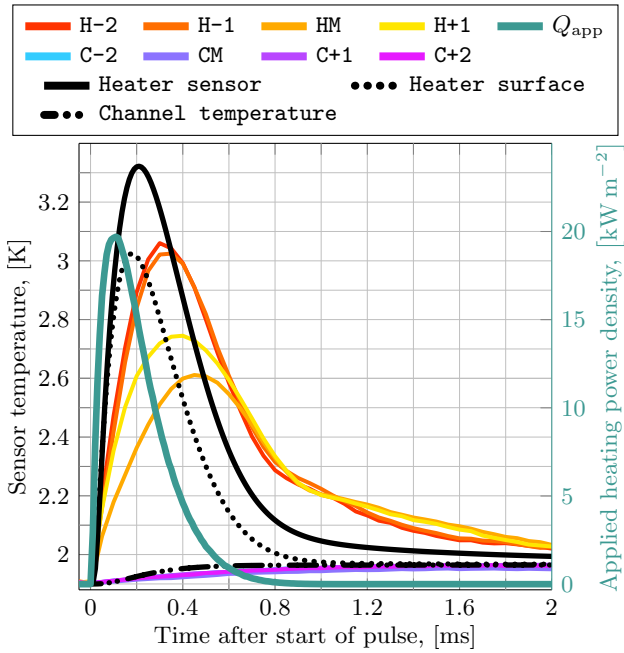 H-2 H-1 HM H+1 Q_app
C-2 CM C+1 C+2
Heater sensor Heater surface
Channel temperature
Sensor temperature, [K]
3.2
3
2.8
2.6
2.4
2.2
2
20
15
10
5
0
Applied heating power density, [kW m⁻²]
0 0.4 0.8 1.2 1.6 2
Time after start of pulse, [ms]